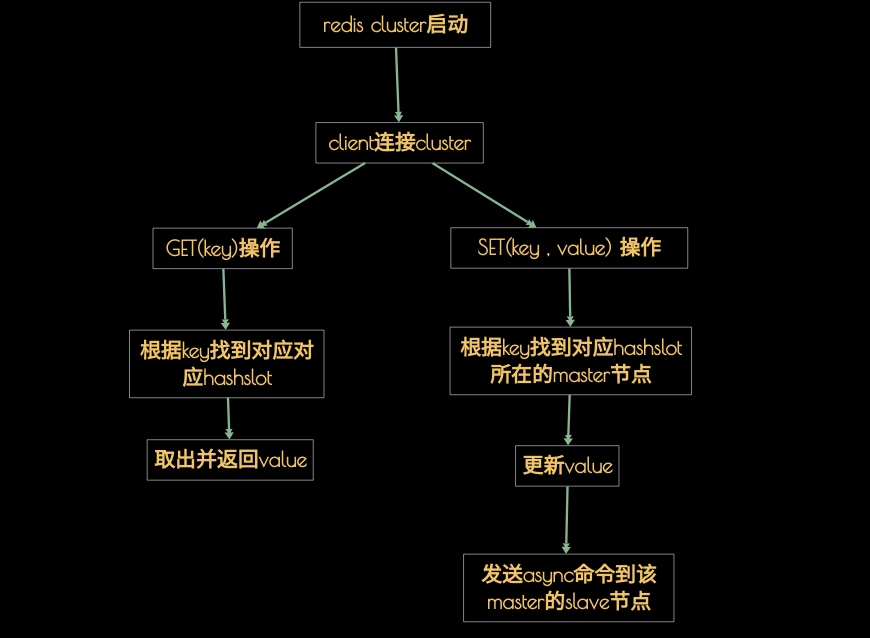 redis cluster启动
client连接cluster
GET(key)操作
SET(key , value) 操作
根据key找到对应对
应hashslot
根据key找到对应hashslot
所在的master节点
取出并返回value
更新value
发送async命令到该
master的slave节点